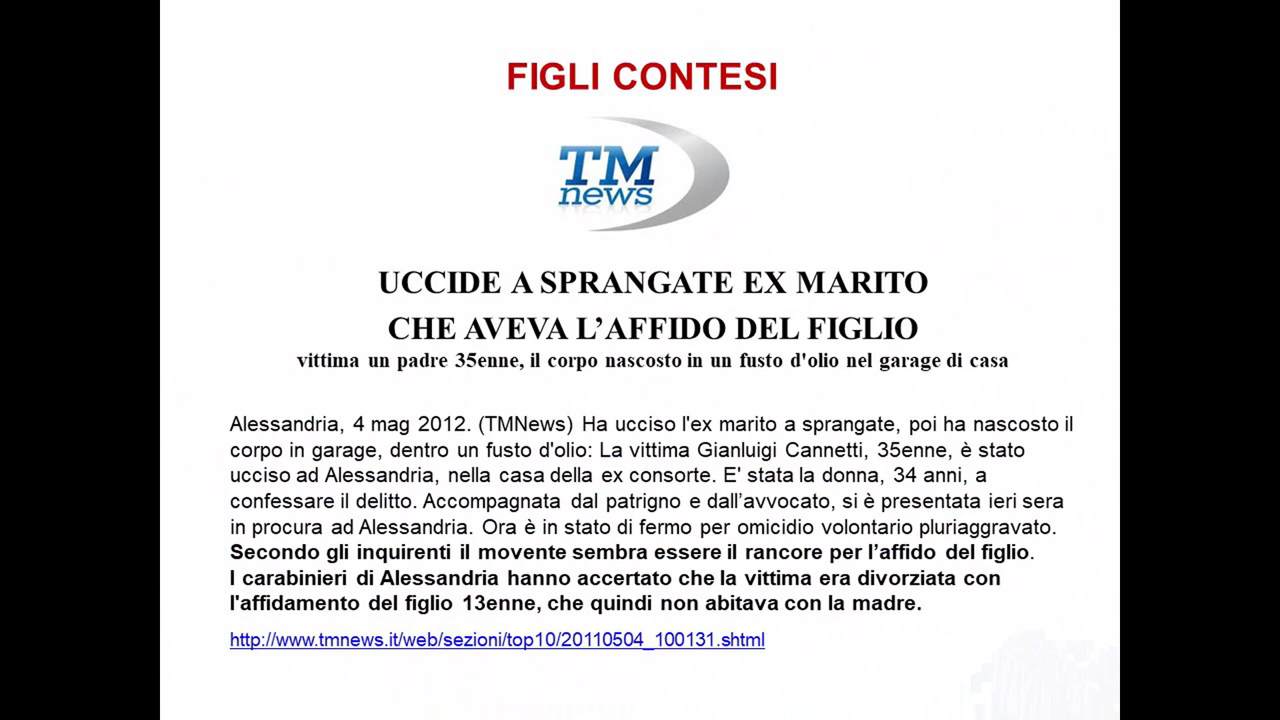 FIGLI CONTESI
TM
news
UCCIDE A SPRANGATE EX MARITO
CHE AVEVA L’AFFIDO DEL FIGLIO
vittima un padre 35enne, il corpo nascosto in un fusto d'olio nel garage di casa
Alessandria, 4 mag 2012. (TMNews) Ha ucciso l'ex marito a sprangate, poi ha nascosto il
corpo in garage, dentro un fusto d'olio: La vittima Gianluigi Cannetti, 35enne, è stato
ucciso ad Alessandria, nella casa della ex consorte. E' stata la donna, 34 anni, a
confessare il delitto. Accompagnata dal patrigno e dall’avvocato, si è presentata ieri sera
in procura ad Alessandria. Ora è in stato di fermo per omicidio volontario pluriaggravato.
Secondo gli inquirenti il movente sembra essere il rancore per l’affido del figlio.
I carabinieri di Alessandria hanno accertato che la vittima era divorziata con
l'affidamento del figlio 13enne, che quindi non abitava con la madre.
http://www.tmnews.it/web/sezioni/top10/20110504_100131.shtml